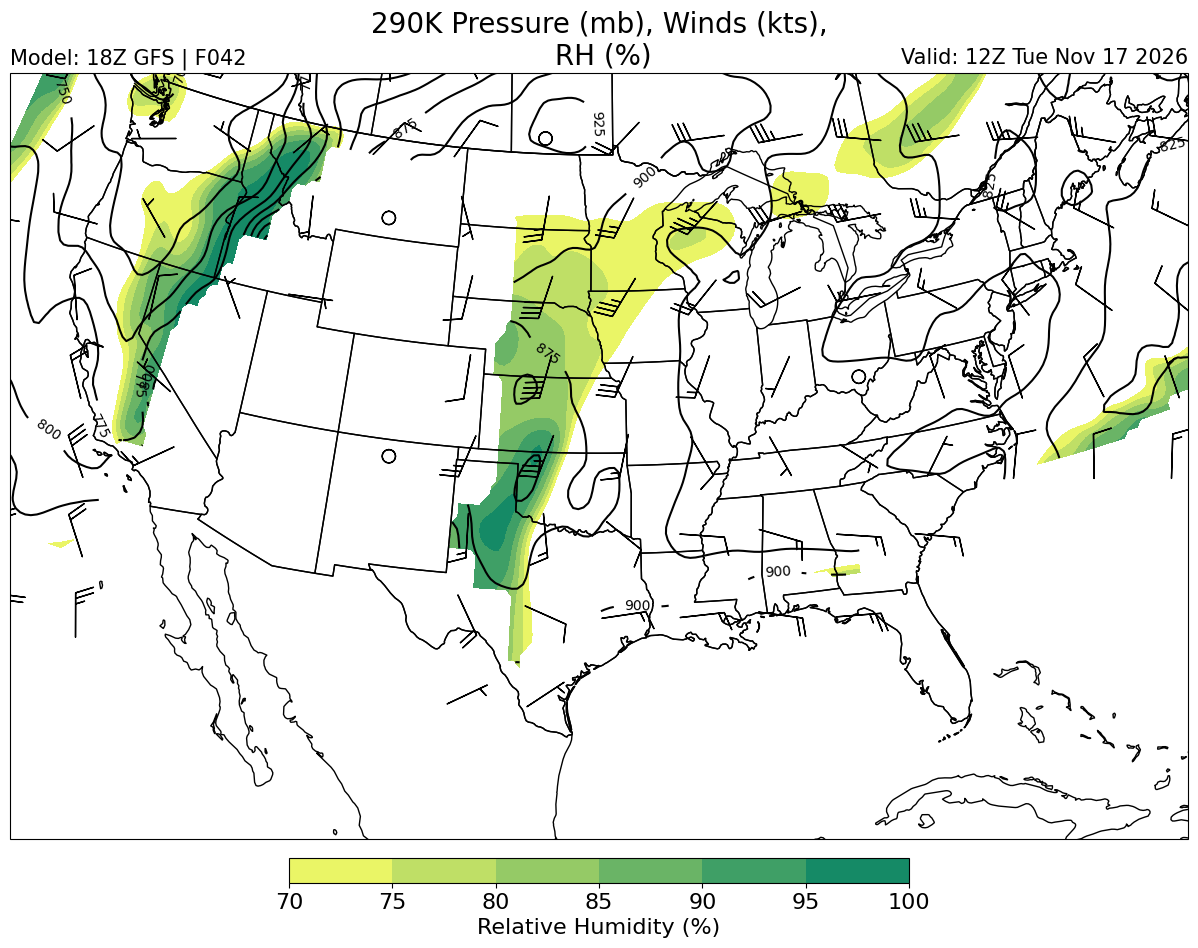 290K Pressure (mb), Winds (kts),
RH (%)
Model: 18Z GFS | F042
Valid: 12Z Tue Nov 17 2026
750
875
925
900
825
825
875
800
775
900
900
70 75 80 85 90 95 100
Relative Humidity (%)